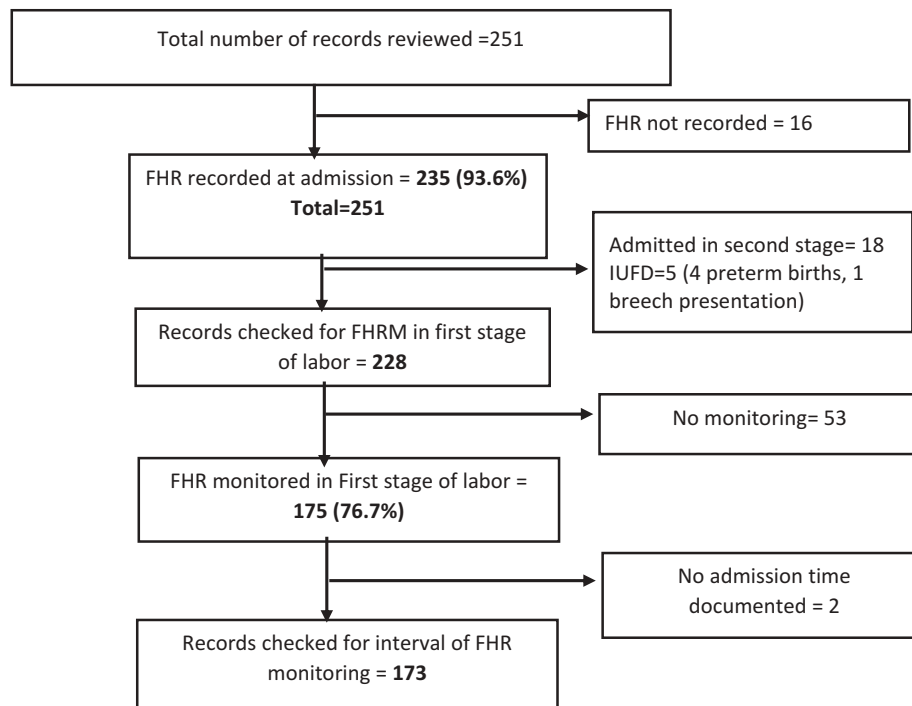 Total number of records reviewed =251
FHR not recorded = 16
FHR recorded at admission = 235 (93.6%)
Total=251
Admitted in second stage= 18
IUFD=5 (4 preterm births, 1
breech presentation)
Records checked for FHRM in first stage
of labor = 228
No monitoring= 53
FHR monitored in First stage of labor =
175 (76.7%)
No admission time
documented = 2
Records checked for interval of FHR
monitoring = 173